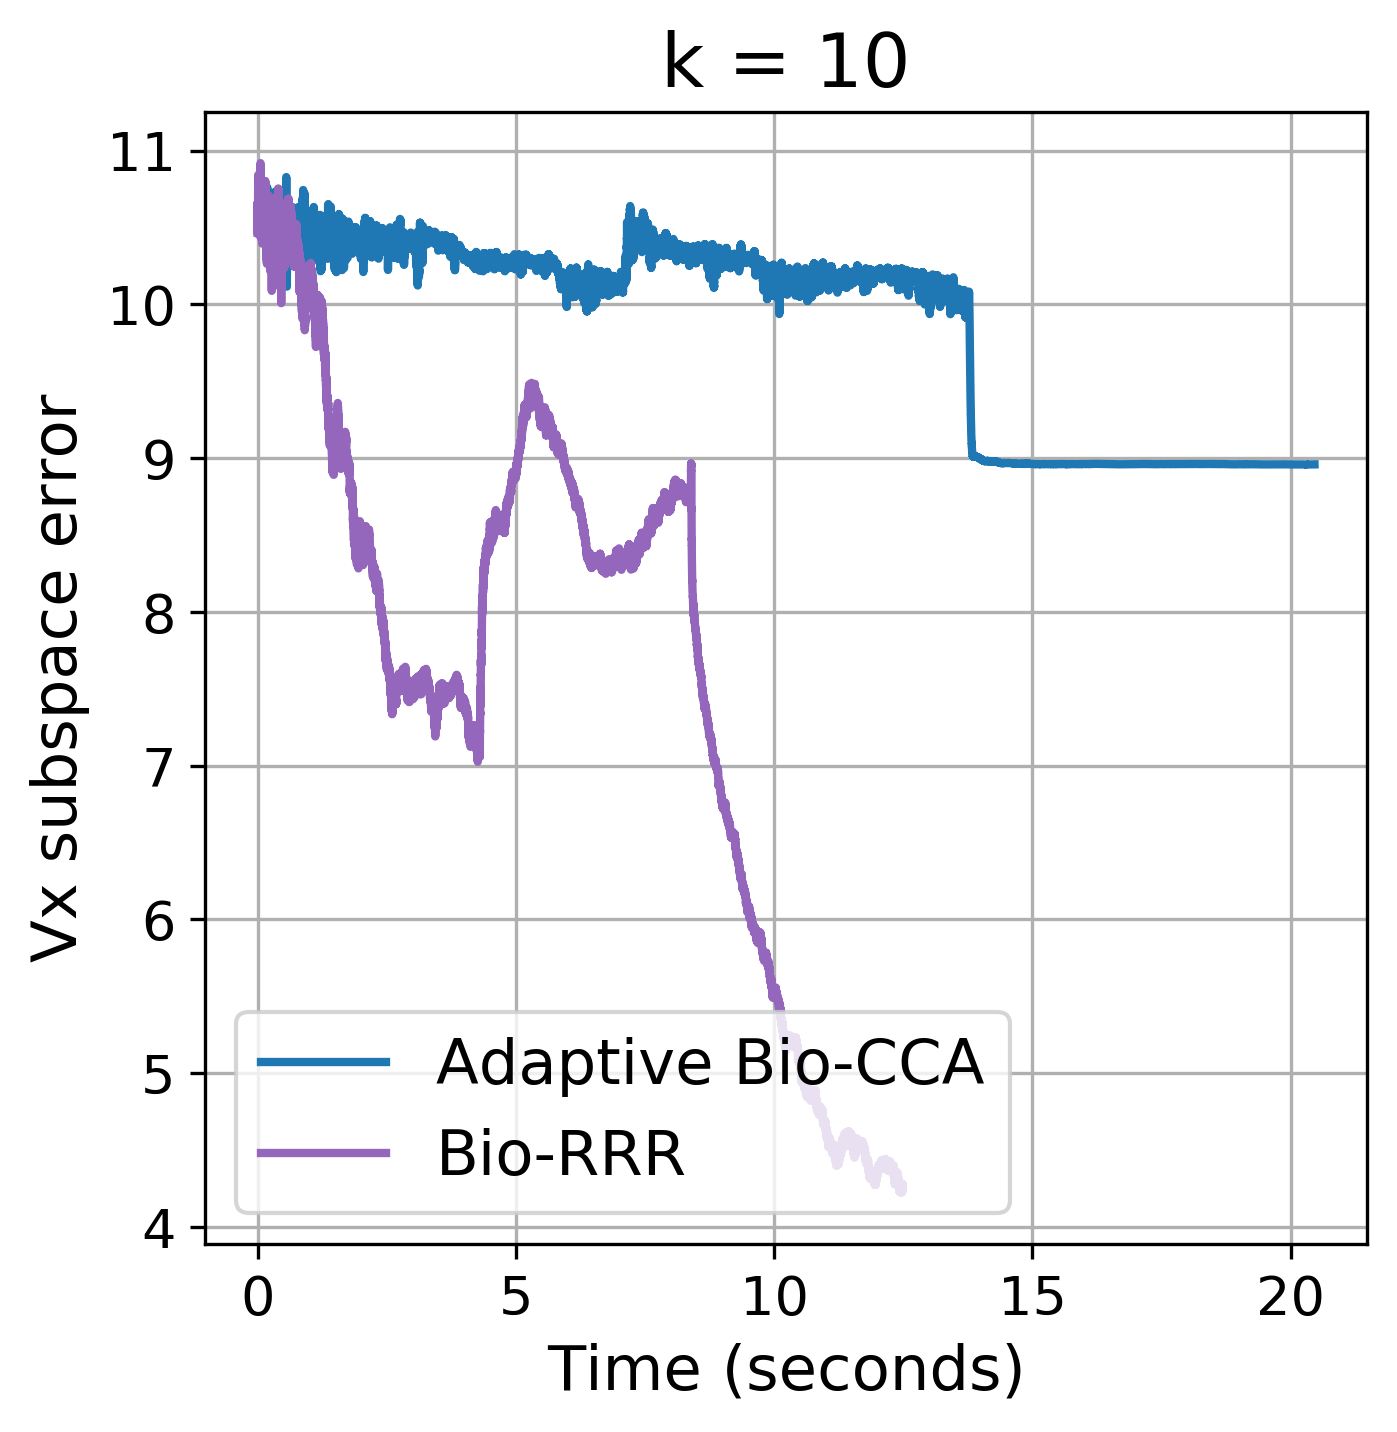 k = 10
11
10
9
8
7
6
5
4
Vx subspace error
Adaptive Bio-CCA
Bio-RRR
0 5 10 15 20
Time (seconds)